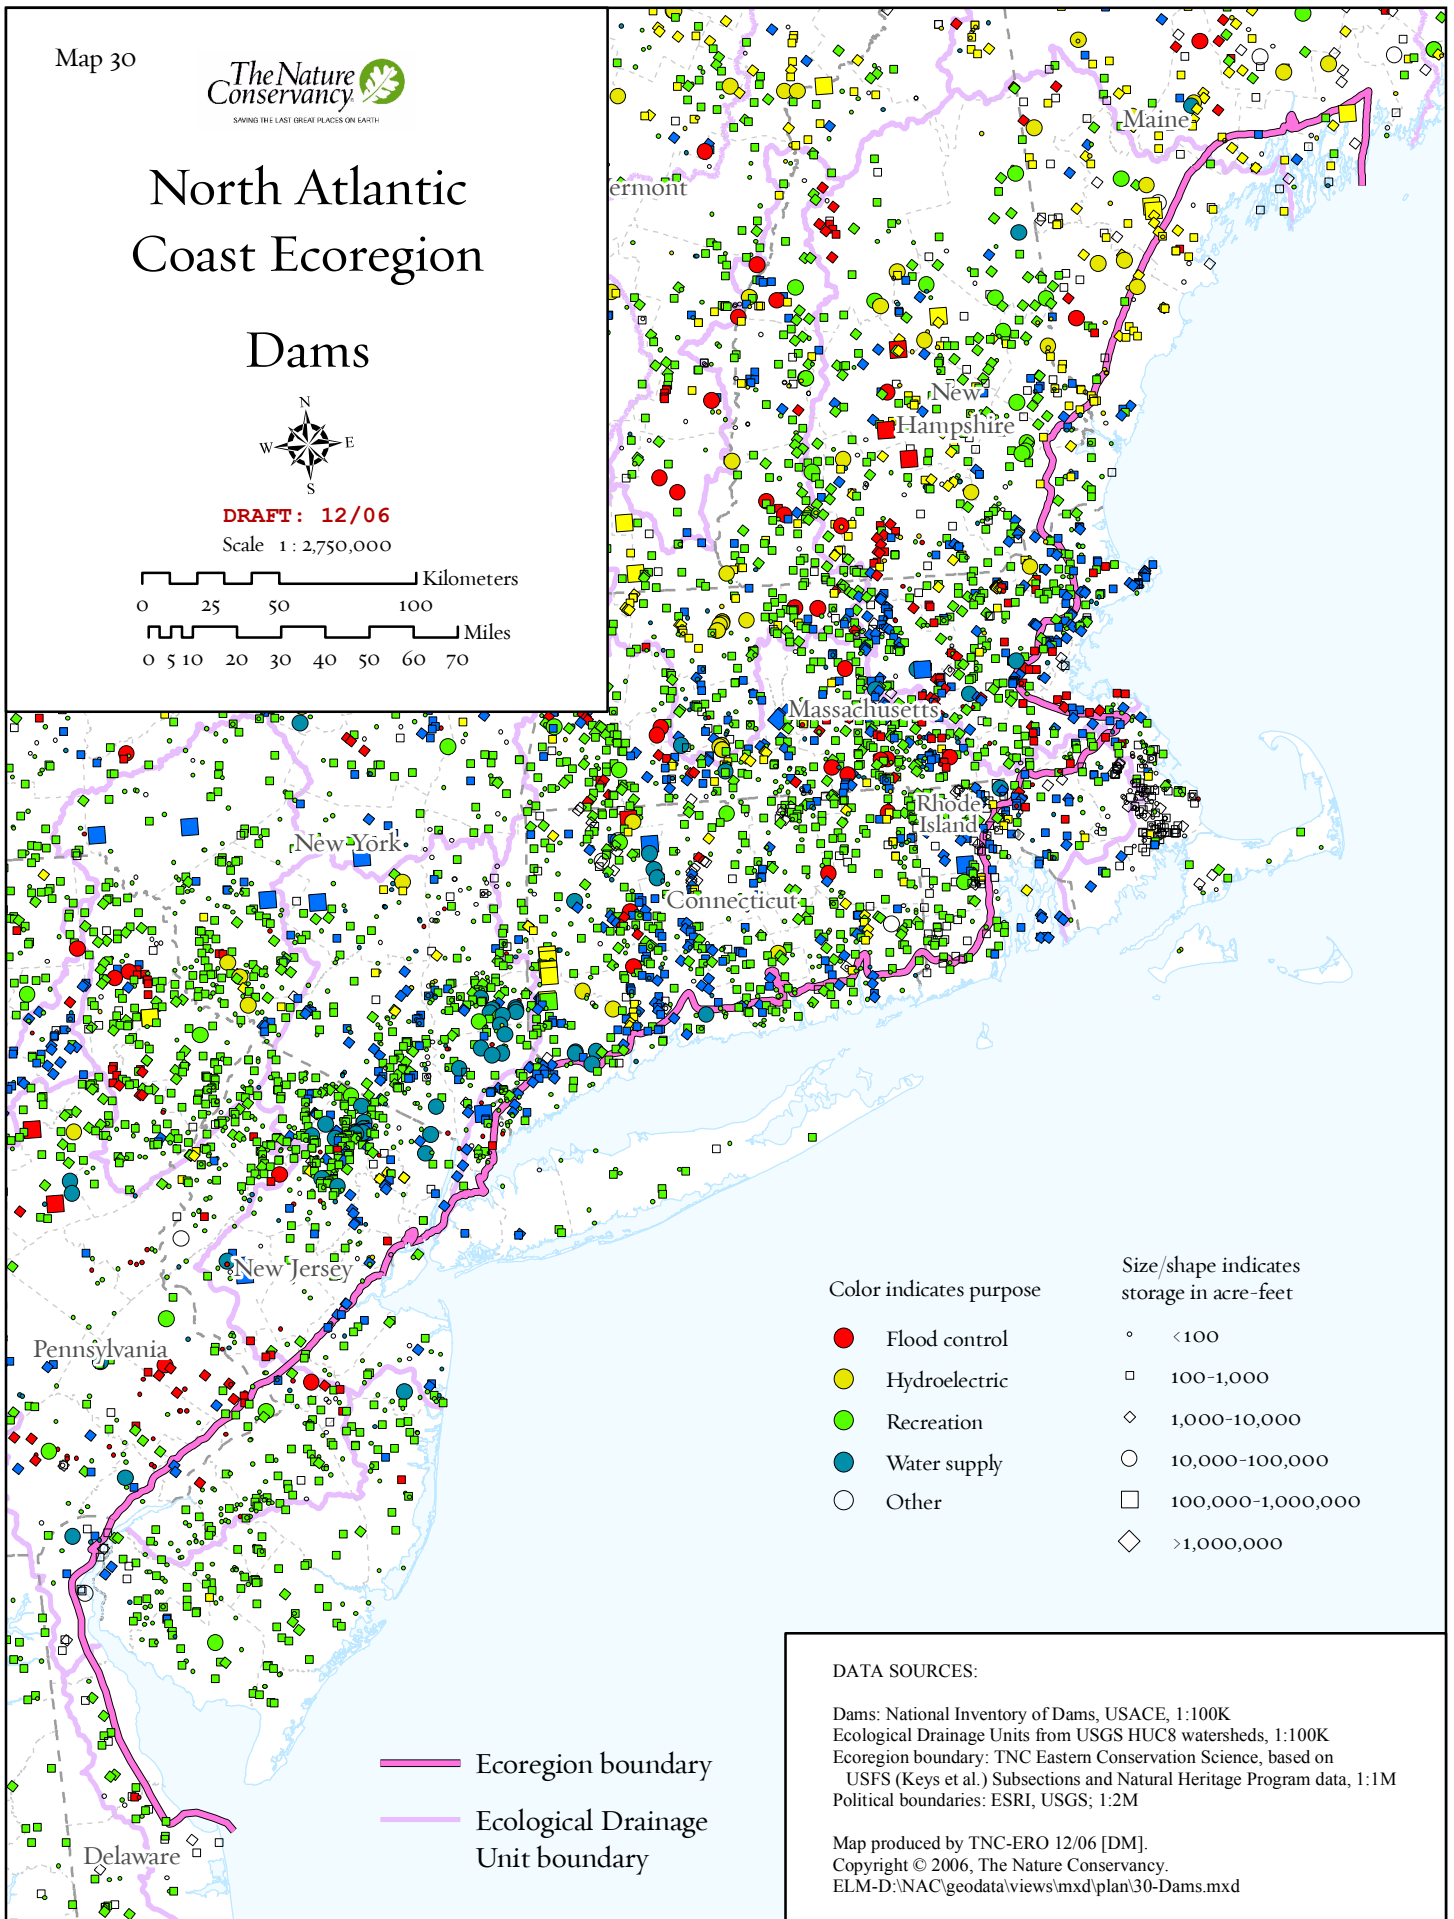 Map 30
The Nature
Conservancy
SAVING THE LAST GREAT PLACES ON EARTH
North Atlantic
Coast Ecoregion
Dams
N
W E
S
DRAFT: 12/06
Scale 1 : 2,750,000
Kilometers
0 25 50 100
Miles
0 5 10 20 30 40 50 60 70
Maine
ermont
New
Hampshire
Massachusetts
Rhode
Island
New York
Connecticut
New Jersey
Pennsylvania
Delaware
Color indicates purpose
Flood control
Hydroelectric
Recreation
Water supply
Other
Size/shape indicates
storage in acre-feet
<100
100-1,000
1,000-10,000
10,000-100,000
100,000-1,000,000
>1,000,000
Ecoregion boundary
Ecological Drainage
Unit boundary
DATA SOURCES:
Dams: National Inventory of Dams, USACE, 1:100K
Ecological Drainage Units from USGS HUC8 watersheds, 1:100K
Ecoregion boundary: TNC Eastern Conservation Science, based on
USFS (Keys et al.) Subsections and Natural Heritage Program data, 1:1M
Political boundaries: ESRI, USGS; 1:2M
Map produced by TNC-ERO 12/06 [DM].
Copyright © 2006, The Nature Conservancy.
ELM-D:\NAC\geodata\views\mxd\plan\30-Dams.mxd